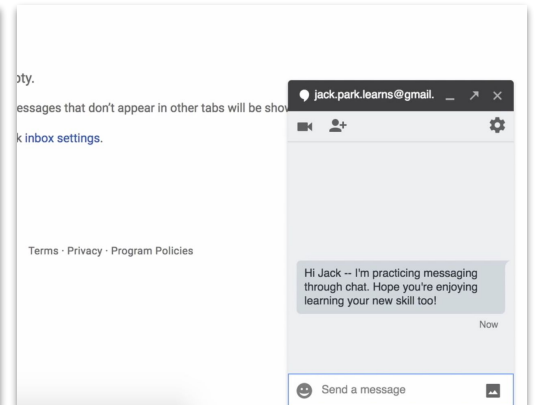 pty.
essages that don't appear in other tabs will be shov
k inbox settings.
Terms · Privacy · Program Policies
jack.park.learns@gmail.
Hi Jack -- I'm practicing messaging
through chat. Hope you're enjoying
learning your new skill too!
Now
Send a message